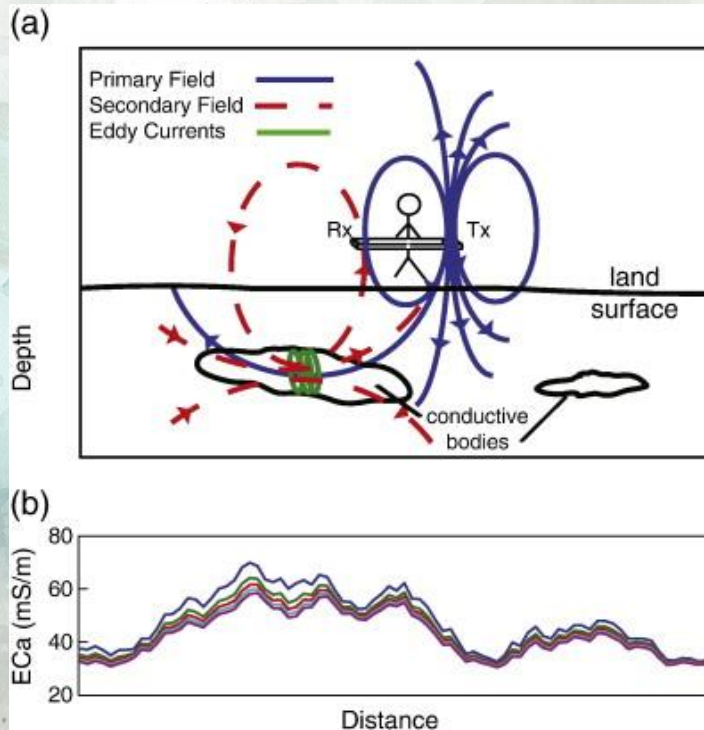 (a)
Primary Field
Secondary Field
Eddy Currents
Rx
Tx
land
surface
Depth
conductive
bodies
(b)
80
60
40
20
ECa (mS/m)
Distance